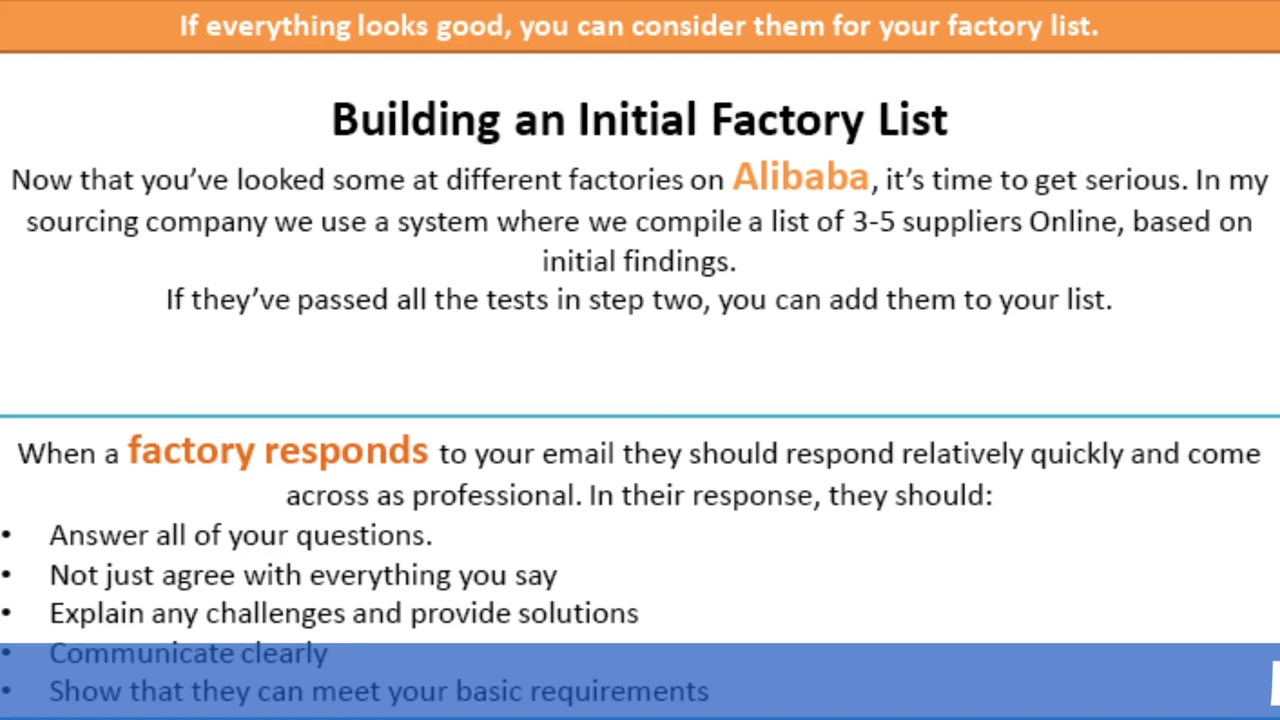 If everything looks good, you can consider them for your factory list.
Building an Initial Factory List
Now that you’ve looked some at different factories on Alibaba, it’s time to get serious. In my
sourcing company we use a system where we compile a list of 3-5 suppliers Online, based on
initial findings.
If they’ve passed all the tests in step two, you can add them to your list.
When a factory responds to your email they should respond relatively quickly and come
across as professional. In their response, they should:
• Answer all of your questions.
• Not just agree with everything you say
• Explain any challenges and provide solutions
• Communicate clearly
• Show that they can meet your basic requirements